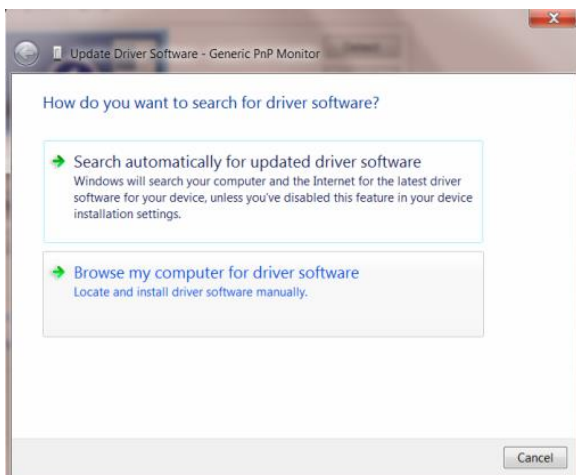 Update Driver Software - Generic PnP Monitor
How do you want to search for driver software?
Search automatically for updated driver software
Windows will search your computer and the Internet for the latest driver
software for your device, unless you've disabled this feature in your device
installation settings.
Browse my computer for driver software
Locate and install driver software manually.
Cancel